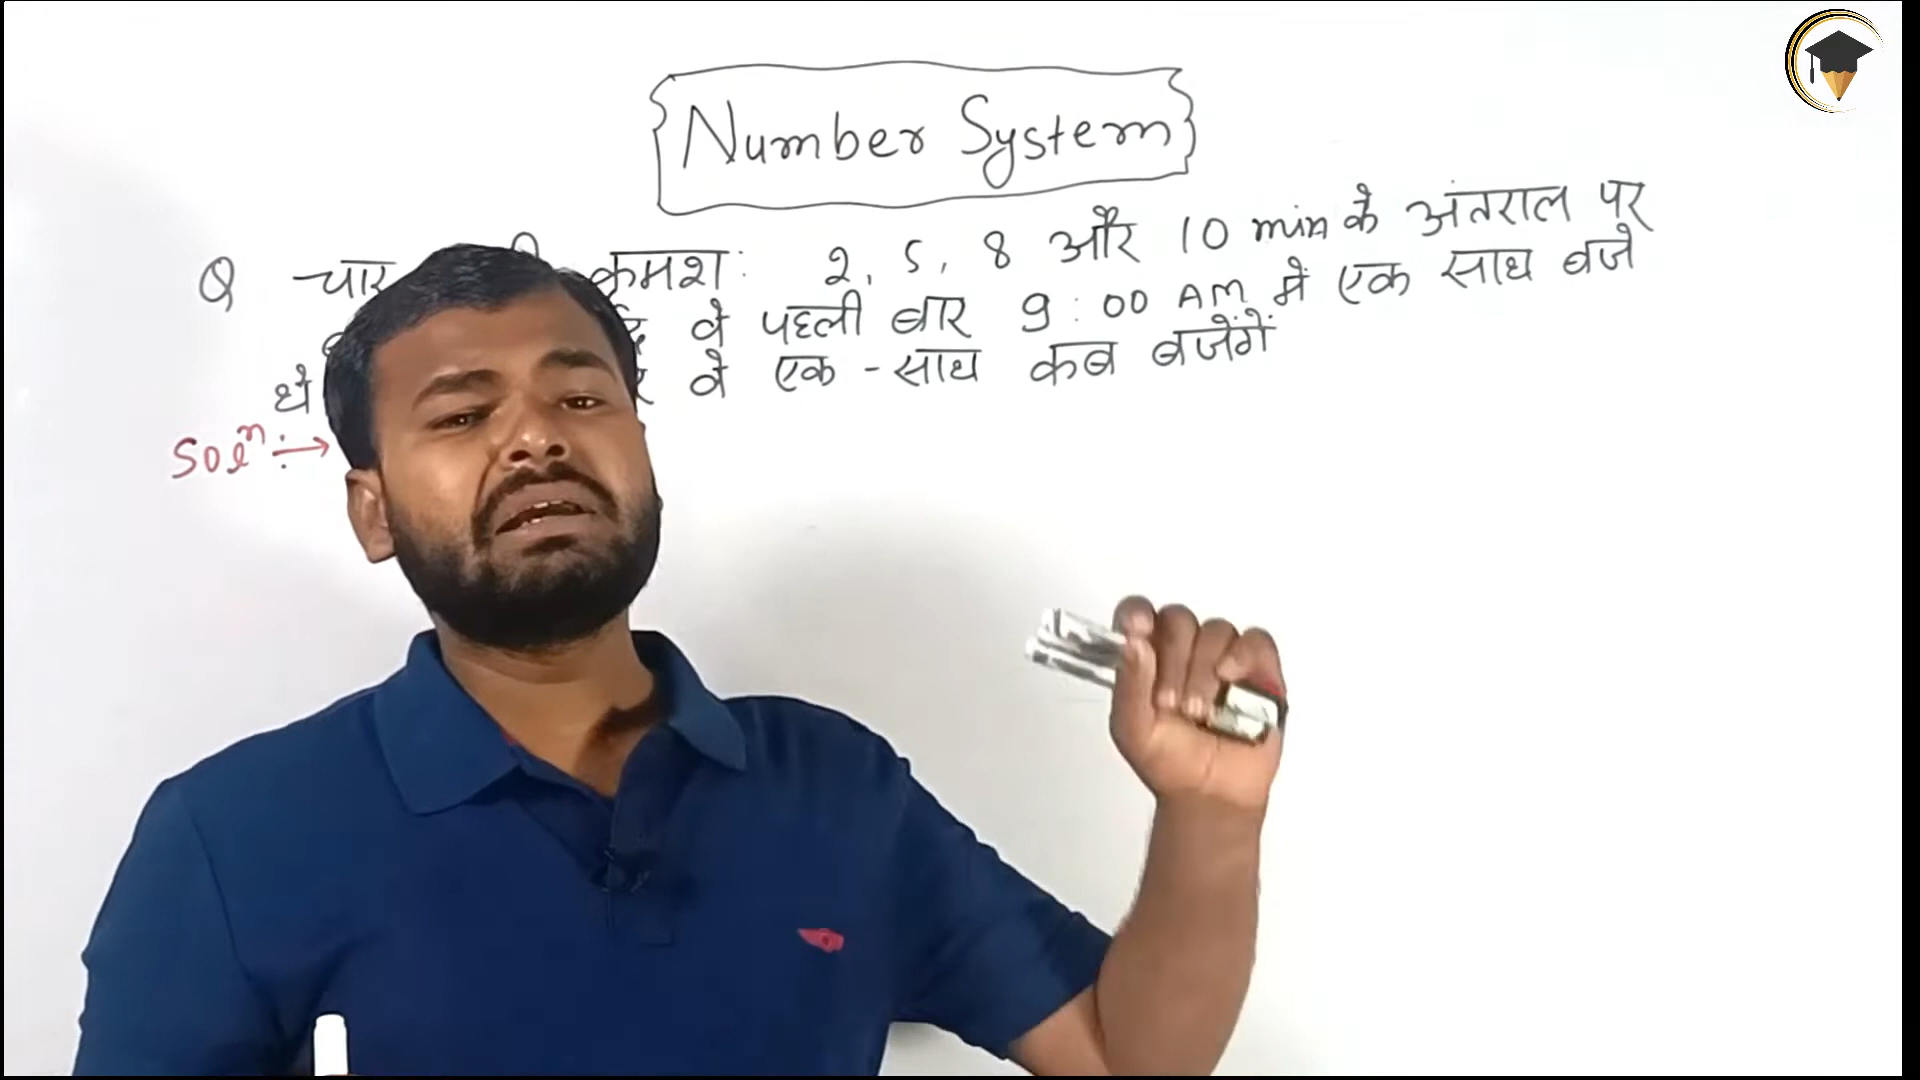 Number System
Q चार क्रमश: 2, 5, 8 और 10 min के अंतराल पर
वे पहली बार 9:00 AM में एक साथ बजे
थे वे एक-साथ कब बजेंगें
Solⁿ ÷→